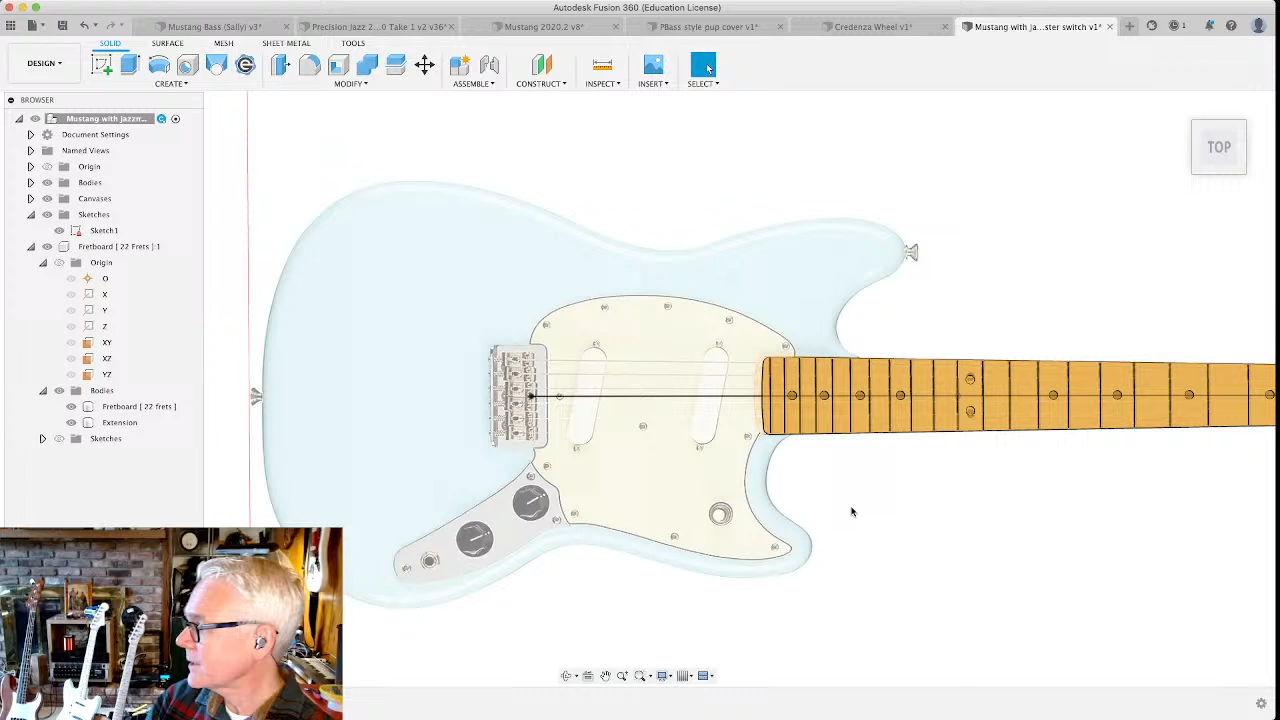 Autodesk Fusion 360 (Education License)
Mustang Bass (Sally) v3*
Precision Jazz 2...0 Take 1 v2 v36*
Mustang 2020.2 v8*
PBass style pup cover v1*
Credenza Wheel v1*
Mustang with Ja...ster switch v1*
1
SOLID
SURFACE
MESH
SHEET METAL
TOOLS
DESIGN
CREATE
MODIFY
ASSEMBLE
CONSTRUCT
INSPECT
INSERT
SELECT
BROWSER
Mustang with Jazzm...
Document Settings
Named Views
Origin
Bodies
Canvases
Sketches
Sketch1
Fretboard [ 22 Frets ]:1
Origin
O
X
Y
Z
XY
XZ
YZ
Bodies
Fretboard [ 22 frets ]
Extension
Sketches
TOP